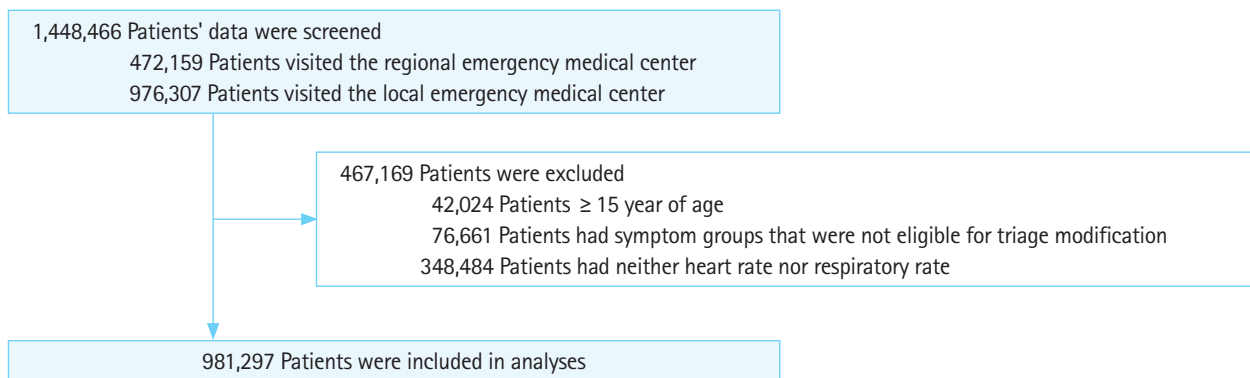 1,448,466 Patients' data were screened
472,159 Patients visited the regional emergency medical center
976,307 Patients visited the local emergency medical center
467,169 Patients were excluded
42,024 Patients ≥ 15 year of age
76,661 Patients had symptom groups that were not eligible for triage modification
348,484 Patients had neither heart rate nor respiratory rate
981,297 Patients were included in analyses